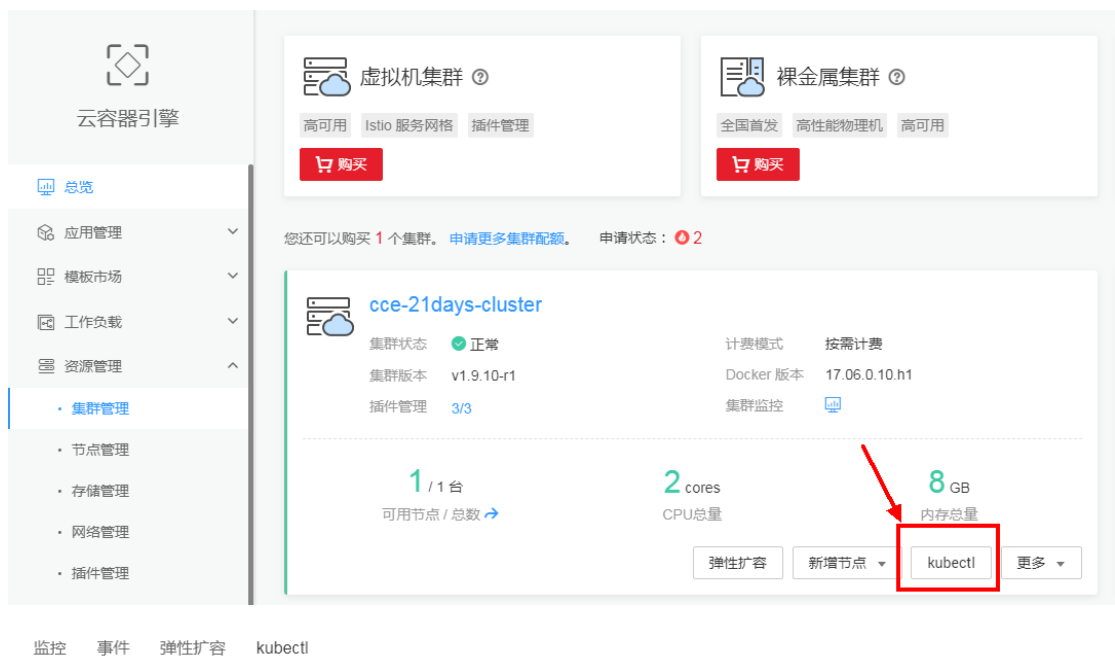 云容器引擎
总览
应用管理
模板市场
工作负载
资源管理
· 集群管理
· 节点管理
· 存储管理
· 网络管理
· 插件管理
虚拟机集群
高可用 Istio 服务网格 插件管理
购买
裸金属集群
全国首发 高性能物理机 高可用
购买
您还可以购买 1 个集群。 申请更多集群配额。 申请状态： 2
cce-21days-cluster
集群状态 正常 计费模式 按需计费
集群版本 v1.9.10-r1 Docker 版本 17.06.0.10.h1
插件管理 3/3 集群监控
1 / 1 台 2 cores 8 GB
可用节点 / 总数 CPU总量 内存总量
弹性扩容 新增节点 kubectl 更多
监控 事件 弹性扩容 kubectl